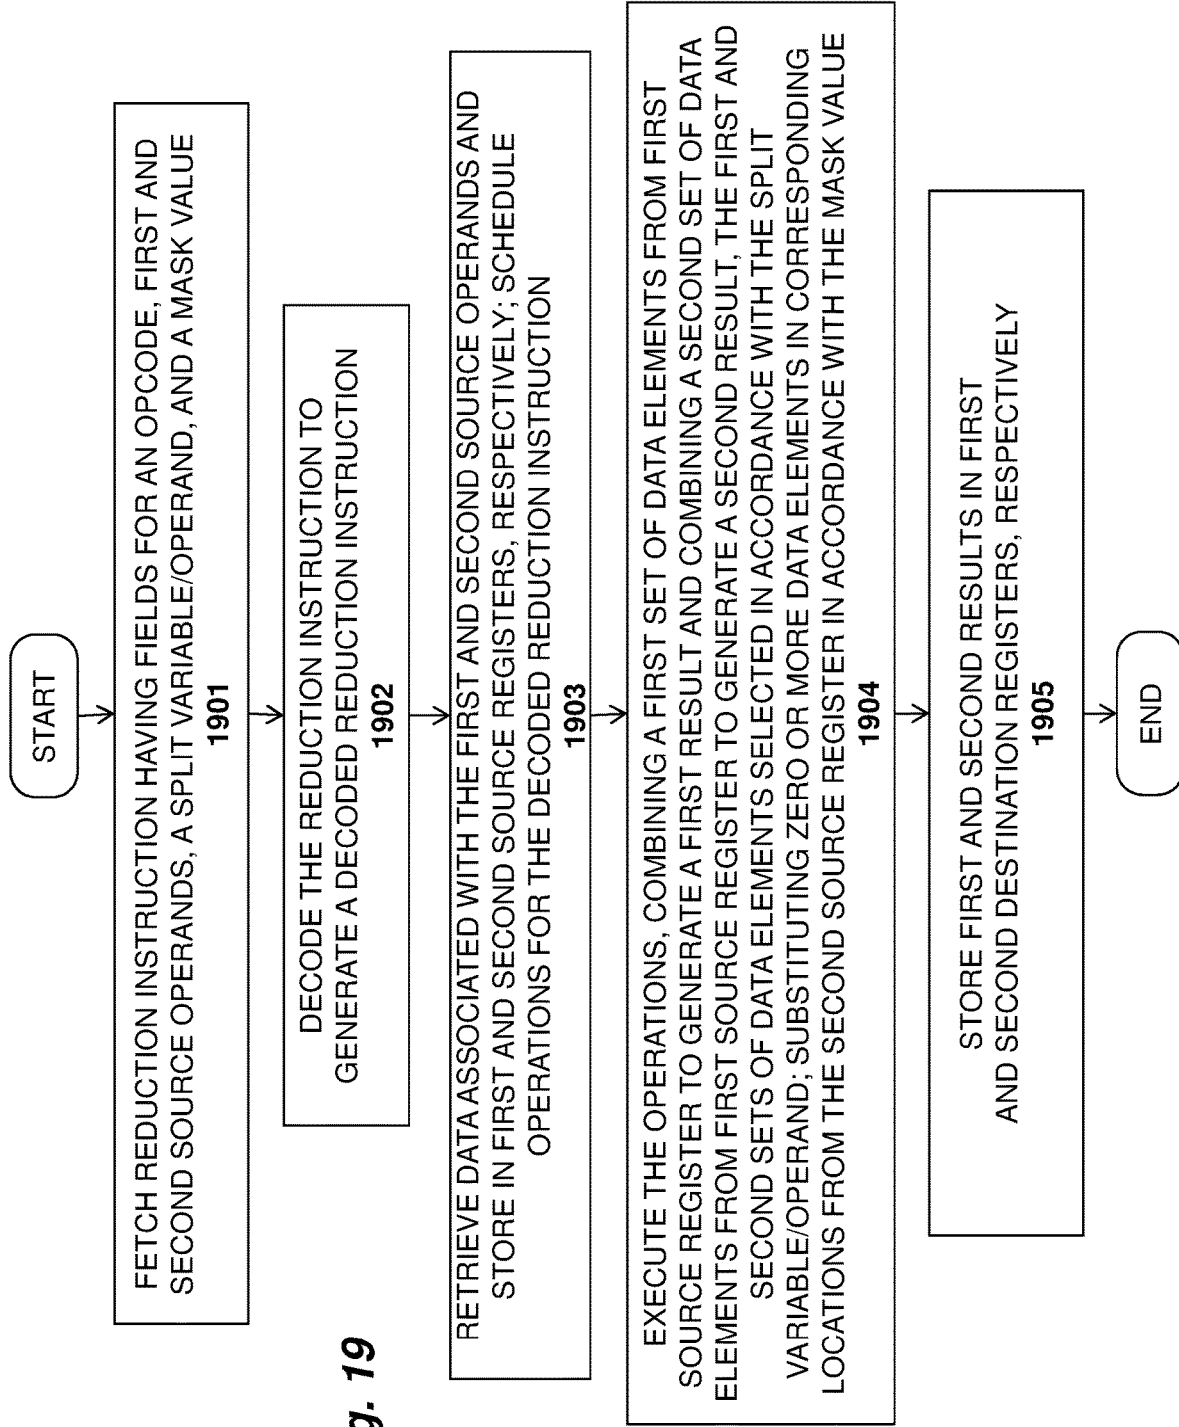 START
FETCH REDUCTION INSTRUCTION HAVING FIELDS FOR AN OPCODE, FIRST AND
SECOND SOURCE OPERANDS, A SPLIT VARIABLE/OPERAND, AND A MASK VALUE
1901
DECODE THE REDUCTION INSTRUCTION TO
GENERATE A DECODED REDUCTION INSTRUCTION
1902
RETRIEVE DATA ASSOCIATED WITH THE FIRST AND SECOND SOURCE OPERANDS AND
STORE IN FIRST AND SECOND SOURCE REGISTERS, RESPECTIVELY; SCHEDULE
OPERATIONS FOR THE DECODED REDUCTION INSTRUCTION
1903
EXECUTE THE OPERATIONS, COMBINING A FIRST SET OF DATA ELEMENTS FROM FIRST
SOURCE REGISTER TO GENERATE A FIRST RESULT AND COMBINING A SECOND SET OF DATA
ELEMENTS FROM FIRST SOURCE REGISTER TO GENERATE A SECOND RESULT, THE FIRST AND
SECOND SETS OF DATA ELEMENTS SELECTED IN ACCORDANCE WITH THE SPLIT
VARIABLE/OPERAND; SUBSTITUTING ZERO OR MORE DATA ELEMENTS IN CORRESPONDING
LOCATIONS FROM THE SECOND SOURCE REGISTER IN ACCORDANCE WITH THE MASK VALUE
1904
STORE FIRST AND SECOND RESULTS IN FIRST
AND SECOND DESTINATION REGISTERS, RESPECTIVELY
1905
END
g. 19